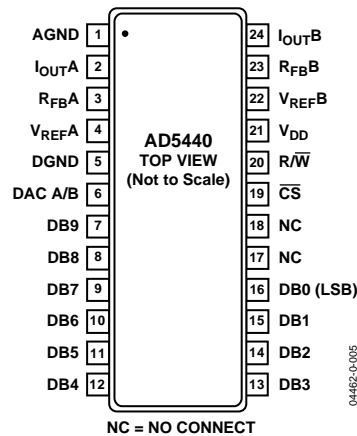 AGND 1
IOUTA 2
RFBA 3
VREFA 4
DGND 5
DAC A/B 6
DB9 7
DB8 8
DB7 9
DB6 10
DB5 11
DB4 12
AD5440
TOP VIEW
(Not to Scale)
24 IOUTB
23 RFBB
22 VREFB
21 VDD
20 R/W̅
19 C̅S̅
18 NC
17 NC
16 DB0 (LSB)
15 DB1
14 DB2
13 DB3
NC = NO CONNECT
04462-0-005